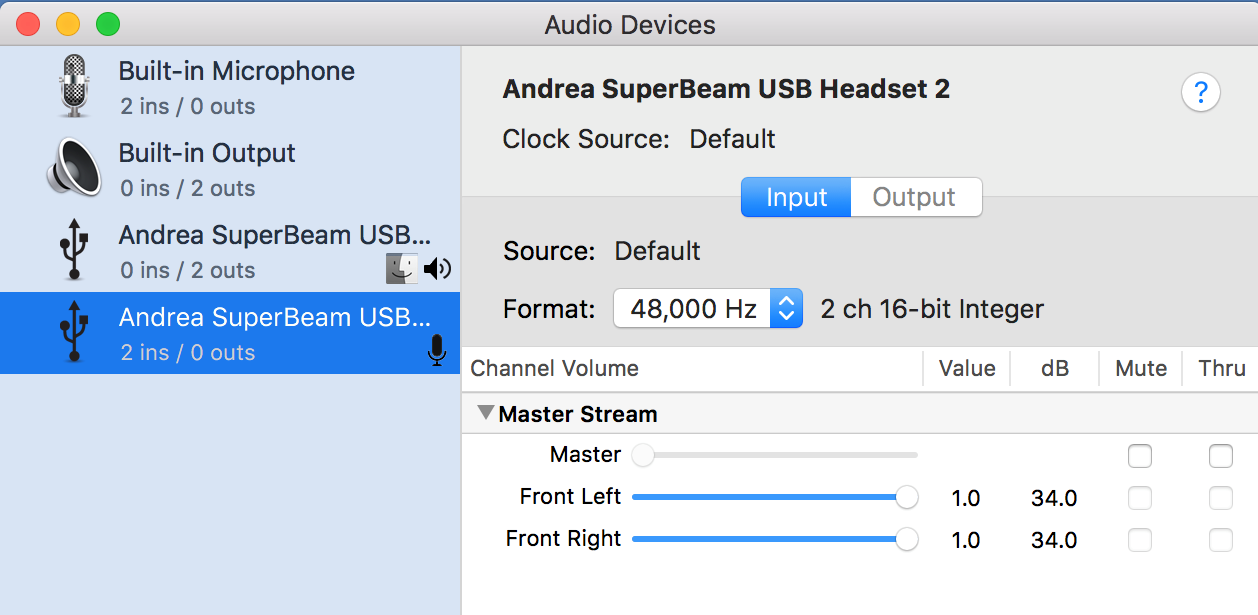 Audio Devices
Built-in Microphone
2 ins / 0 outs
Built-in Output
0 ins / 2 outs
Andrea SuperBeam USB...
0 ins / 2 outs
Andrea SuperBeam USB...
2 ins / 0 outs
Andrea SuperBeam USB Headset 2
?
Clock Source: Default
Input Output
Source: Default
Format: 48,000 Hz 2 ch 16-bit Integer
Channel Volume Value dB Mute Thru
Master Stream
Master
Front Left 1.0 34.0
Front Right 1.0 34.0